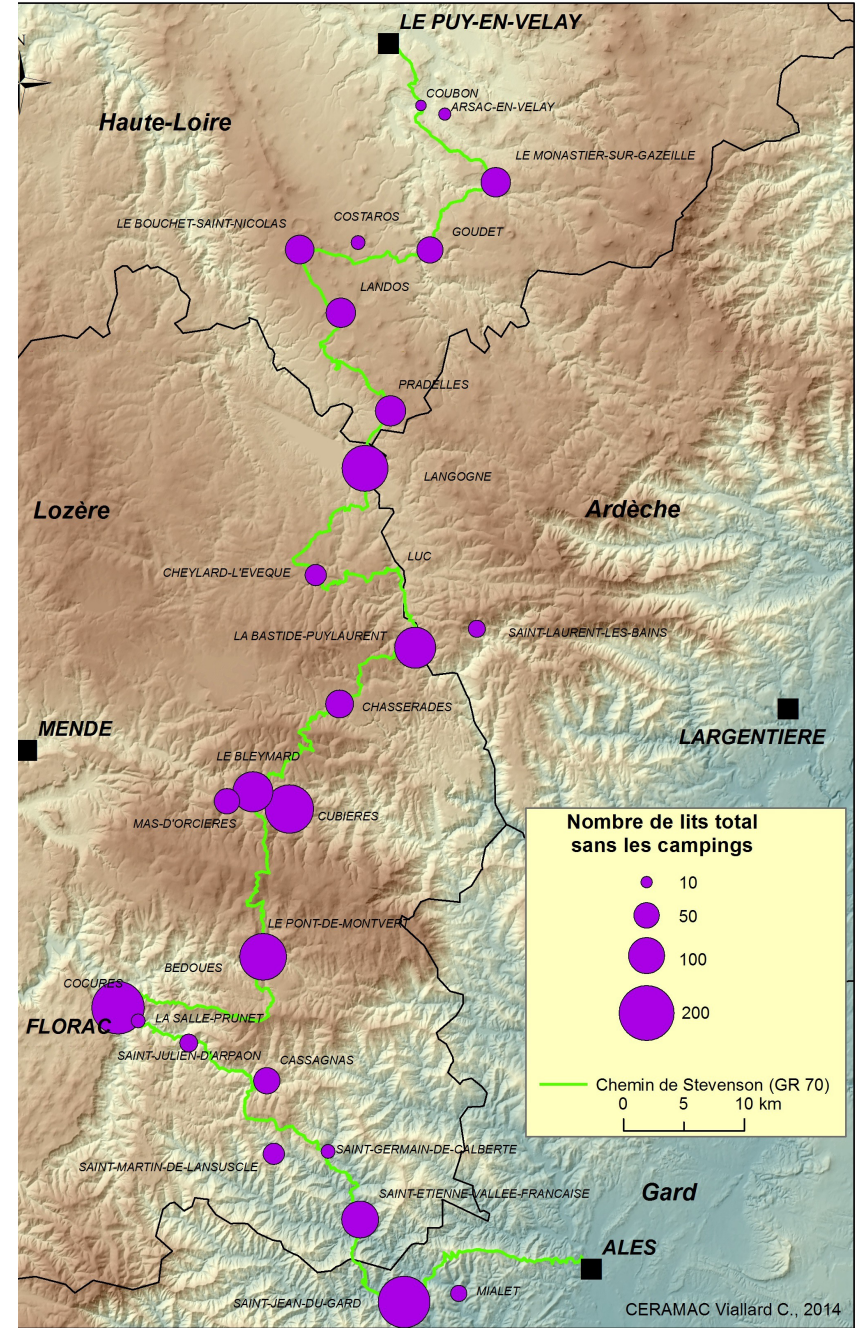 LE PUY-EN-VELAY
COUBON
ARSAC-EN-VELAY
Haute-Loire
LE MONASTIER-SUR-GAZEILLE
COSTAROS
LE BOUCHET-SAINT-NICOLAS
GOUDET
LANDOS
PRADELLES
LANGOGNE
Lozère
Ardèche
LUC
CHEYLARD-L'EVEQUE
LA BASTIDE-PUYLAURENT
SAINT-LAURENT-LES-BAINS
CHASSERADES
MENDE
LARGENTIERE
LE BLEYMARD
CUBIERES
MAS-D'ORCIERES
Nombre de lits total
sans les campings
10
50
100
200
Chemin de Stevenson (GR 70)
0 5 10 km
LE PONT-DE-MONTVERT
BEDOUES
COCURES
LA SALLE-PRUNET
FLORAC
SAINT-JULIEN-D'ARPAON
CASSAGNAS
SAINT-GERMAIN-DE-CALBERTE
SAINT-MARTIN-DE-LANSUSCLE
SAINT-ETIENNE-VALLEE-FRANCAISE
Gard
ALES
MIALET
SAINT-JEAN-DU-GARD
CERAMAC Viallard C., 2014